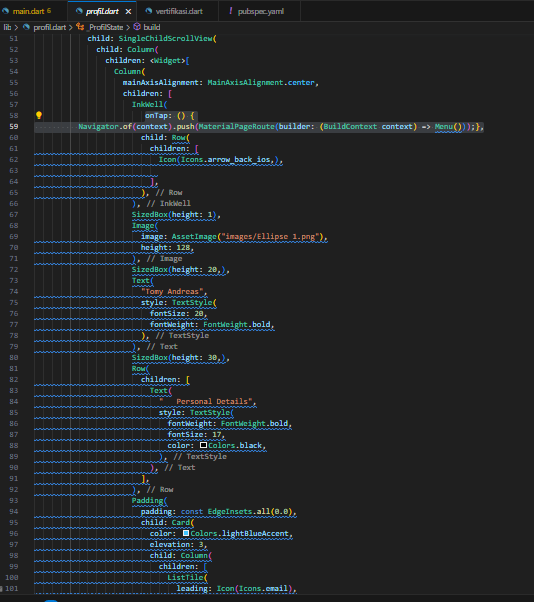 main.dart 6
profil.dart
vertifikasi.dart
pubspec.yaml
lib > profil.dart > _ProfilState > build
51 child: SingleChildScrollView(
52 child: Column(
53 children: <Widget>[
54 Column(
55 mainAxisAlignment: MainAxisAlignment.center,
56 children: [
57 InkWell(
58 onTap: () {
59 Navigator.of(context).push(MaterialPageRoute(builder: (BuildContext context) => Menu()));},
60 child: Row(
61 children: [
62 Icon(Icons.arrow_back_ios,),
63
64 ],
65 ), // Row
66 ), // InkWell
67 SizedBox(height: 1),
68 Image(
69 image: AssetImage("images/Ellipse 1.png"),
70 height: 128,
71 ), // Image
72 SizedBox(height: 20,),
73 Text(
74 "Tomy Andreas",
75 style: TextStyle(
76 fontSize: 20,
77 fontWeight: FontWeight.bold,
78 ), // TextStyle
79 ), // Text
80 SizedBox(height: 30,),
81 Row(
82 children: [
83 Text(
84 "   Personal Details",
85 style: TextStyle(
86 fontWeight: FontWeight.bold,
87 fontSize: 17,
88 color: Colors.black,
89 ), // TextStyle
90 ), // Text
91 ],
92 ), // Row
93 Padding(
94 padding: const EdgeInsets.all(0.0),
95 child: Card(
96 color: Colors.lightBlueAccent,
97 elevation: 3,
98 child: Column(
99 children: [
100 ListTile(
101 leading: Icon(Icons.email),